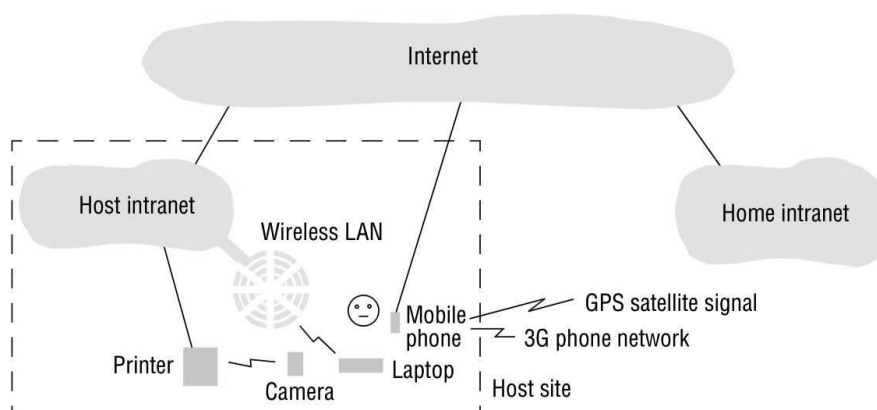 Internet
Host intranet
Wireless LAN
Home intranet
Mobile
phone
GPS satellite signal
3G phone network
Printer
Camera
Laptop
Host site